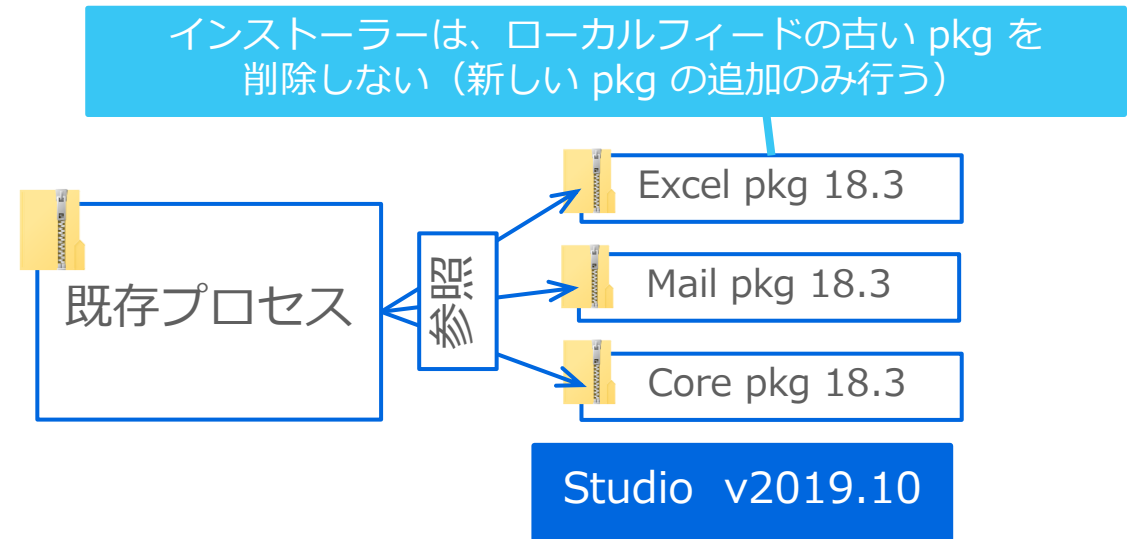 インストーラーは、ローカルフィードの古い pkg を
削除しない（新しい pkg の追加のみ行う）
既存プロセス
参照
Excel pkg 18.3
Mail pkg 18.3
Core pkg 18.3
Studio v2019.10